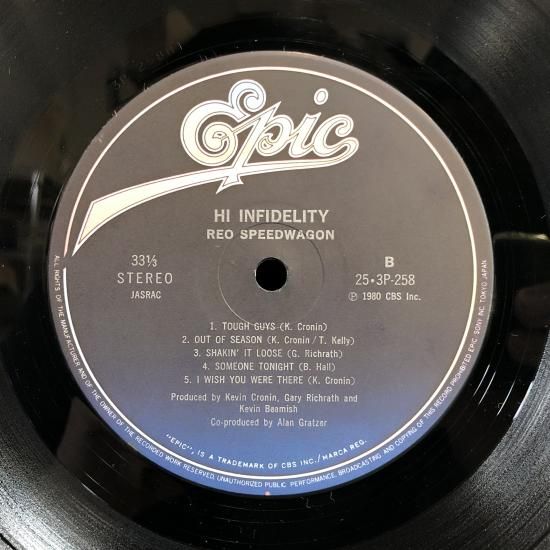 Epic
HI INFIDELITY
REO SPEEDWAGON
33⅓
STEREO
JASRAC
B
25•3P-258
Ⓟ 1980 CBS Inc.
1. TOUGH GUYS (K. Cronin)
2. OUT OF SEASON (K. Cronin / T. Kelly)
3. SHAKIN' IT LOOSE (G. Richrath)
4. SOMEONE TONIGHT (B. Hall)
5. I WISH YOU WERE THERE (K. Cronin)
Produced by Kevin Cronin, Gary Richrath and
Kevin Beamish
Co-produced by Alan Gratzer
"EPIC", IS A TRADEMARK OF CBS INC./MARCA REG.
ALL RIGHTS OF THE MANUFACTURER AND OF THE OWNER OF THE RECORDED WORK RESERVED. UNAUTHORIZED PUBLIC PERFORMANCE, BROADCASTING AND COPYING OF THIS RECORD PROHIBITED EPIC/SONY INC. TOKYO JAPAN